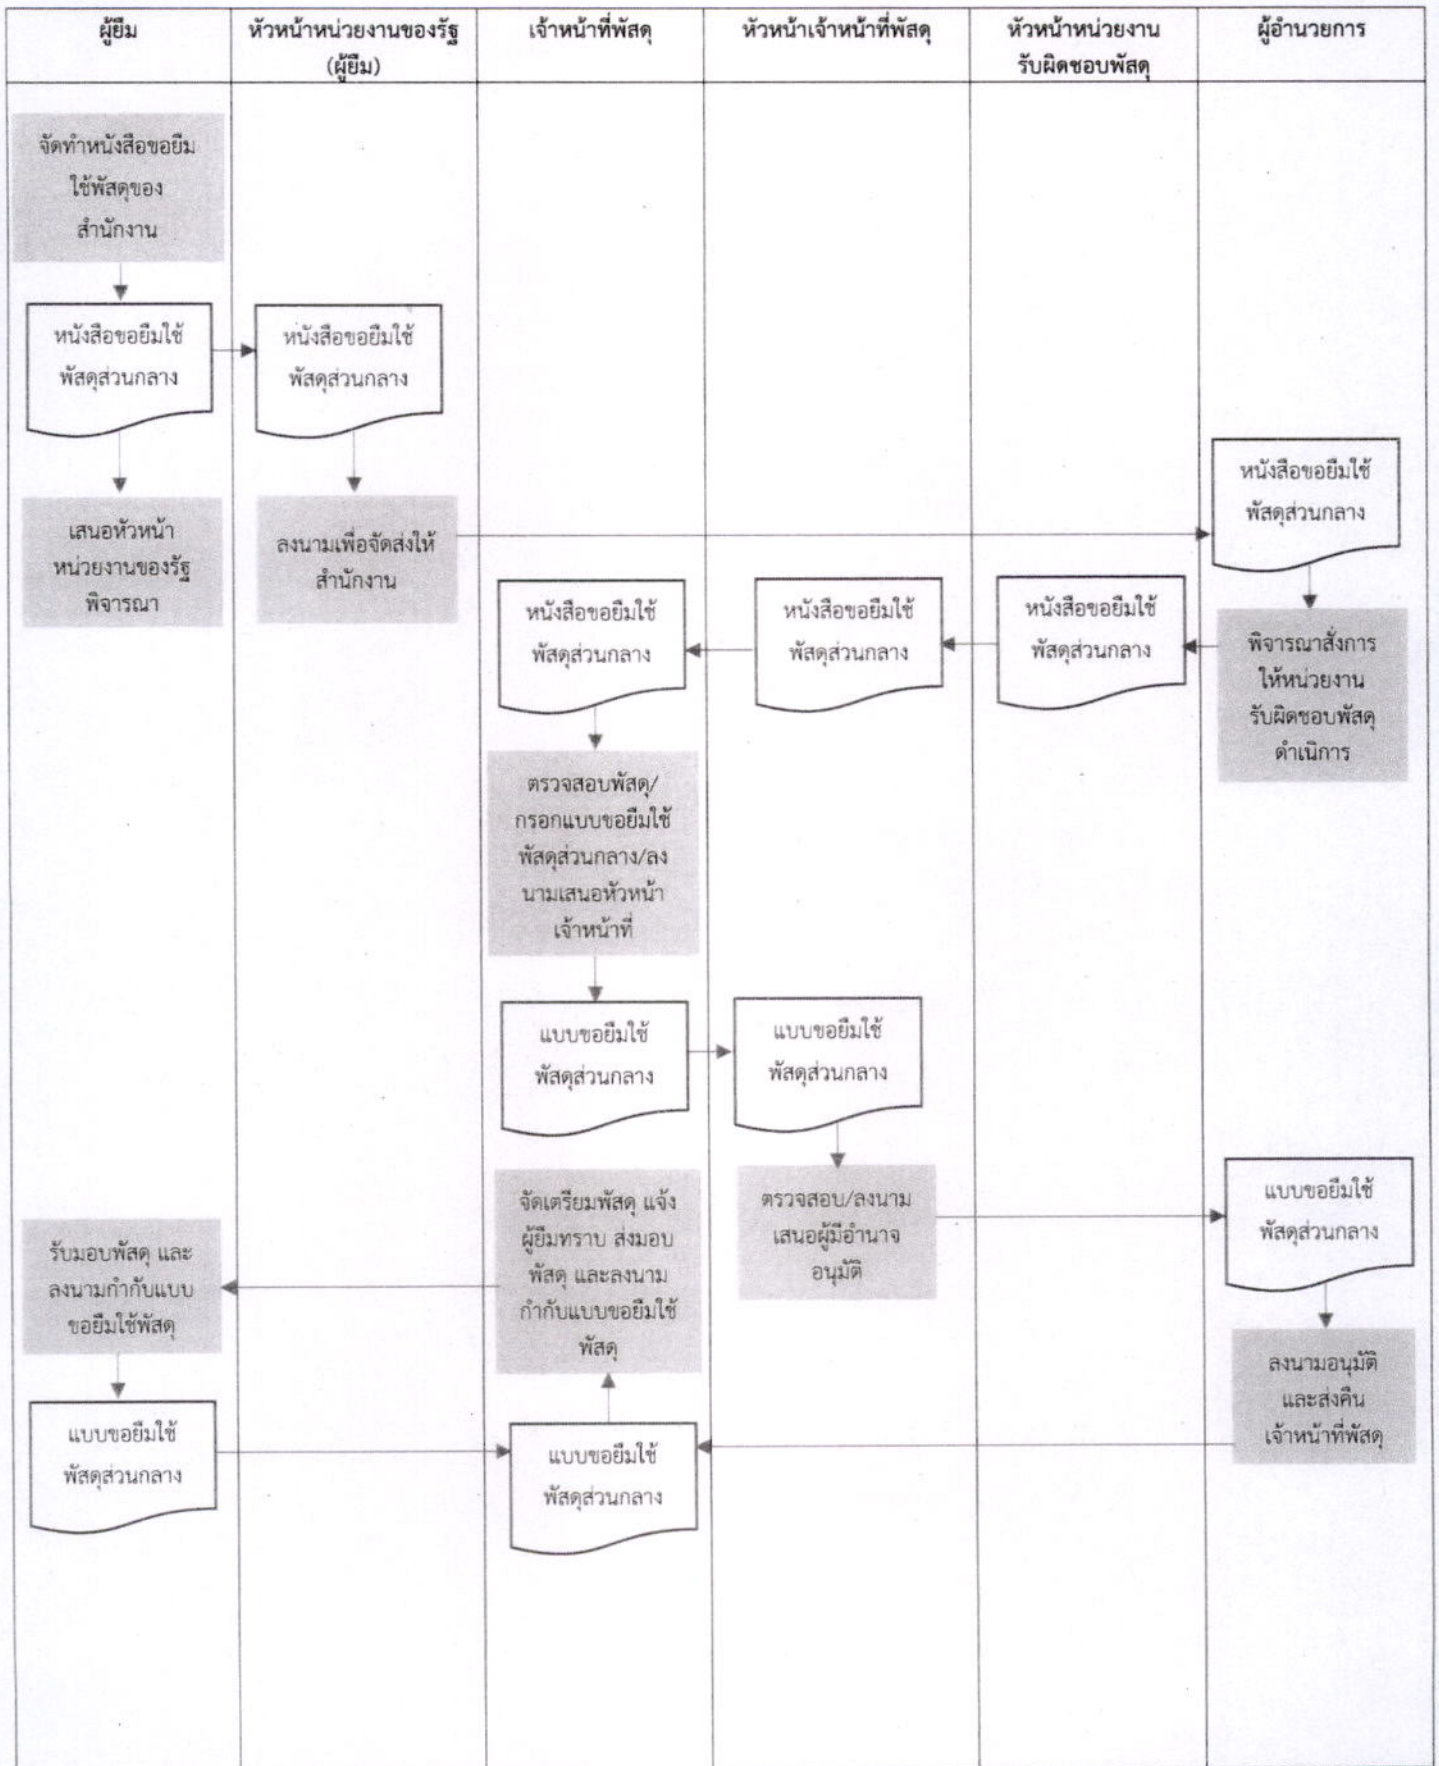 ผู้ยืม
หัวหน้าหน่วยงานของรัฐ
(ผู้ยืม)
เจ้าหน้าที่พัสดุ
หัวหน้าเจ้าหน้าที่พัสดุ
หัวหน้าหน่วยงาน
รับผิดชอบพัสดุ
ผู้อำนวยการ
จัดทำหนังสือขอยืม
ใช้พัสดุของ
สำนักงาน
หนังสือขอยืมใช้
พัสดุส่วนกลาง
หนังสือขอยืมใช้
พัสดุส่วนกลาง
เสนอหัวหน้า
หน่วยงานของรัฐ
พิจารณา
ลงนามเพื่อจัดส่งให้
สำนักงาน
หนังสือขอยืมใช้
พัสดุส่วนกลาง
พิจารณาสั่งการ
ให้หน่วยงาน
รับผิดชอบพัสดุ
ดำเนิการ
หนังสือขอยืมใช้
พัสดุส่วนกลาง
หนังสือขอยืมใช้
พัสดุส่วนกลาง
หนังสือขอยืมใช้
พัสดุส่วนกลาง
ตรวจสอบพัสดุ/
กรอกแบบขอยืมใช้
พัสดุส่วนกลาง/ลง
นามเสนอหัวหน้า
เจ้าหน้าที่
แบบขอยืมใช้
พัสดุส่วนกลาง
แบบขอยืมใช้
พัสดุส่วนกลาง
ตรวจสอบ/ลงนาม
เสนอผู้มีอำนาจ
อนุมัติ
แบบขอยืมใช้
พัสดุส่วนกลาง
ลงนามอนุมัติ
และส่งคืน
เจ้าหน้าที่พัสดุ
แบบขอยืมใช้
พัสดุส่วนกลาง
จัดเตรียมพัสดุ แจ้ง
ผู้ยืมทราบ ส่งมอบ
พัสดุ และลงนาม
กำกับแบบขอยืมใช้
พัสดุ
รับมอบพัสดุ และ
ลงนามกำกับแบบ
ขอยืมใช้พัสดุ
แบบขอยืมใช้
พัสดุส่วนกลาง